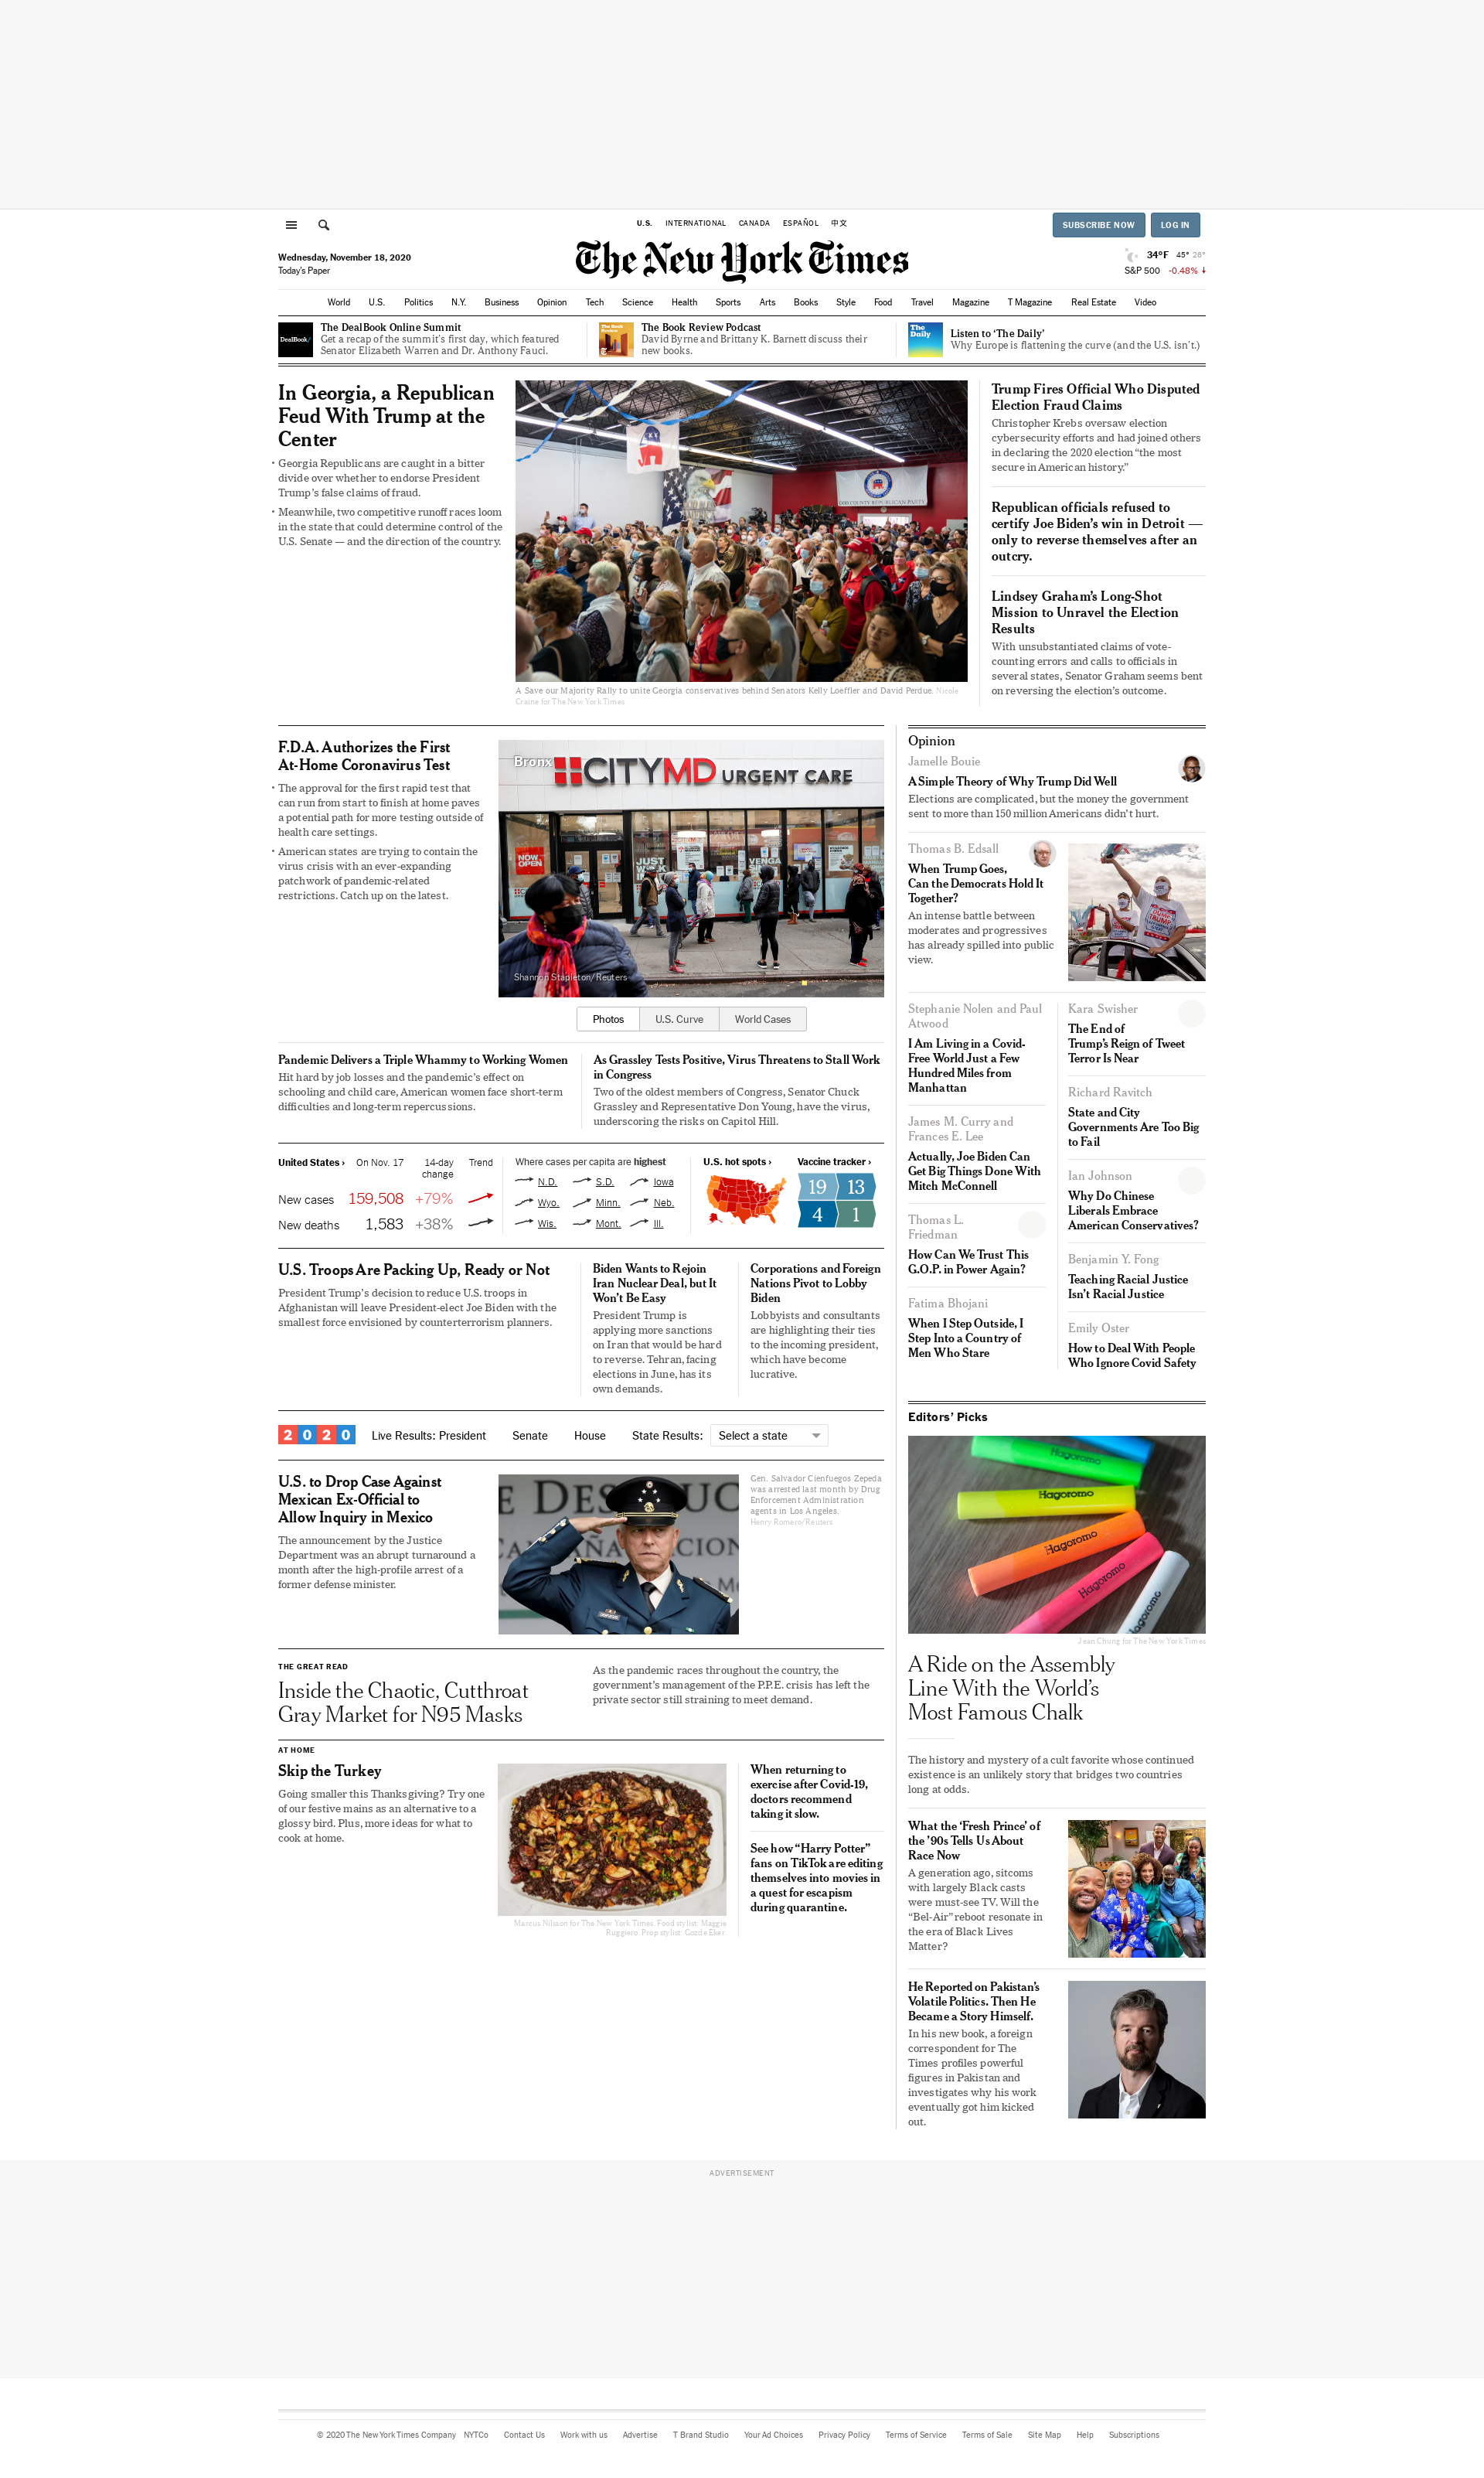 U.S. INTERNATIONAL CANADA ESPAÑOL 中文
SUBSCRIBE NOW LOG IN
Wednesday, November 18, 2020
Today's Paper
The New York Times
34°F 45° 26°
S&P 500 -0.48%
World U.S. Politics N.Y. Business Opinion Tech Science Health Sports Arts Books Style Food Travel Magazine T Magazine Real Estate Video
DealBook/
The DealBook Online Summit
Get a recap of the summit's first day, which featured
Senator Elizabeth Warren and Dr. Anthony Fauci.
The Book Review
The Book Review Podcast
David Byrne and Brittany K. Barnett discuss their
new books.
The Daily
Listen to 'The Daily'
Why Europe is flattening the curve (and the U.S. isn't.)
In Georgia, a Republican
Feud With Trump at the
Center
• Georgia Republicans are caught in a bitter
divide over whether to endorse President
Trump's false claims of fraud.
• Meanwhile, two competitive runoff races loom
in the state that could determine control of the
U.S. Senate — and the direction of the country.
A Save our Majority Rally to unite Georgia conservatives behind Senators Kelly Loeffler and David Perdue. Nicole
Craine for The New York Times
Trump Fires Official Who Disputed
Election Fraud Claims
Christopher Krebs oversaw election
cybersecurity efforts and had joined others
in declaring the 2020 election “the most
secure in American history.”
Republican officials refused to
certify Joe Biden’s win in Detroit —
only to reverse themselves after an
outcry.
Lindsey Graham’s Long-Shot
Mission to Unravel the Election
Results
With unsubstantiated claims of vote-
counting errors and calls to officials in
several states, Senator Graham seems bent
on reversing the election’s outcome.
F.D.A. Authorizes the First
At-Home Coronavirus Test
• The approval for the first rapid test that
can run from start to finish at home paves
a potential path for more testing outside of
health care settings.
• American states are trying to contain the
virus crisis with an ever-expanding
patchwork of pandemic-related
restrictions. Catch up on the latest.
Bronx
CITYMD URGENT CARE
NOW OPEN
Shannon Stapleton/Reuters
Photos U.S. Curve World Cases
Pandemic Delivers a Triple Whammy to Working Women
Hit hard by job losses and the pandemic’s effect on
schooling and child care, American women face short-term
difficulties and long-term repercussions.
As Grassley Tests Positive, Virus Threatens to Stall Work
in Congress
Two of the oldest members of Congress, Senator Chuck
Grassley and Representative Don Young, have the virus,
underscoring the risks on Capitol Hill.
United States › On Nov. 17 14-day change Trend
New cases 159,508 +79%
New deaths 1,583 +38%
Where cases per capita are highest
N.D. S.D. Iowa
Wyo. Minn. Neb.
Wis. Mont. Ill.
U.S. hot spots ›
Vaccine tracker ›
19 13
4 1
U.S. Troops Are Packing Up, Ready or Not
President Trump’s decision to reduce U.S. troops in
Afghanistan will leave President-elect Joe Biden with the
smallest force envisioned by counterterrorism planners.
Biden Wants to Rejoin
Iran Nuclear Deal, but It
Won’t Be Easy
President Trump is
applying more sanctions
on Iran that would be hard
to reverse. Tehran, facing
elections in June, has its
own demands.
Corporations and Foreign
Nations Pivot to Lobby
Biden
Lobbyists and consultants
are highlighting their ties
to the incoming president,
which have become
lucrative.
2020 Live Results: President Senate House State Results: Select a state
U.S. to Drop Case Against
Mexican Ex-Official to
Allow Inquiry in Mexico
The announcement by the Justice
Department was an abrupt turnaround a
month after the high-profile arrest of a
former defense minister.
Gen. Salvador Cienfuegos Zepeda
was arrested last month by Drug
Enforcement Administration
agents in Los Angeles.
Henry Romero/Reuters
THE GREAT READ
Inside the Chaotic, Cutthroat
Gray Market for N95 Masks
As the pandemic races throughout the country, the
government’s management of the P.P.E. crisis has left the
private sector still straining to meet demand.
AT HOME
Skip the Turkey
Going smaller this Thanksgiving? Try one
of our festive mains as an alternative to a
glossy bird. Plus, more ideas for what to
cook at home.
Marcus Nilsson for The New York Times. Food stylist: Maggie
Ruggiero. Prop stylist: Gozde Eker.
When returning to
exercise after Covid-19,
doctors recommend
taking it slow.
See how “Harry Potter”
fans on TikTok are editing
themselves into movies in
a quest for escapism
during quarantine.
Opinion
Jamelle Bouie
A Simple Theory of Why Trump Did Well
Elections are complicated, but the money the government
sent to more than 150 million Americans didn’t hurt.
Thomas B. Edsall
When Trump Goes,
Can the Democrats Hold It
Together?
An intense battle between
moderates and progressives
has already spilled into public
view.
Stephanie Nolen and Paul
Atwood
I Am Living in a Covid-
Free World Just a Few
Hundred Miles from
Manhattan
James M. Curry and
Frances E. Lee
Actually, Joe Biden Can
Get Big Things Done With
Mitch McConnell
Thomas L.
Friedman
How Can We Trust This
G.O.P. in Power Again?
Fatima Bhojani
When I Step Outside, I
Step Into a Country of
Men Who Stare
Kara Swisher
The End of
Trump’s Reign of Tweet
Terror Is Near
Richard Ravitch
State and City
Governments Are Too Big
to Fail
Ian Johnson
Why Do Chinese
Liberals Embrace
American Conservatives?
Benjamin Y. Fong
Teaching Racial Justice
Isn’t Racial Justice
Emily Oster
How to Deal With People
Who Ignore Covid Safety
Editors’ Picks
Hagoromo
Hagoromo
Hagoromo
Jean Chung for The New York Times
A Ride on the Assembly
Line With the World’s
Most Famous Chalk
The history and mystery of a cult favorite whose continued
existence is an unlikely story that bridges two countries
long at odds.
What the ‘Fresh Prince’ of
the ’90s Tells Us About
Race Now
A generation ago, sitcoms
with largely Black casts
were must-see TV. Will the
“Bel-Air” reboot resonate in
the era of Black Lives
Matter?
He Reported on Pakistan’s
Volatile Politics. Then He
Became a Story Himself.
In his new book, a foreign
correspondent for The
Times profiles powerful
figures in Pakistan and
investigates why his work
eventually got him kicked
out.
ADVERTISEMENT
© 2020 The New York Times Company NYTCo Contact Us Work with us Advertise T Brand Studio Your Ad Choices Privacy Policy Terms of Service Terms of Sale Site Map Help Subscriptions